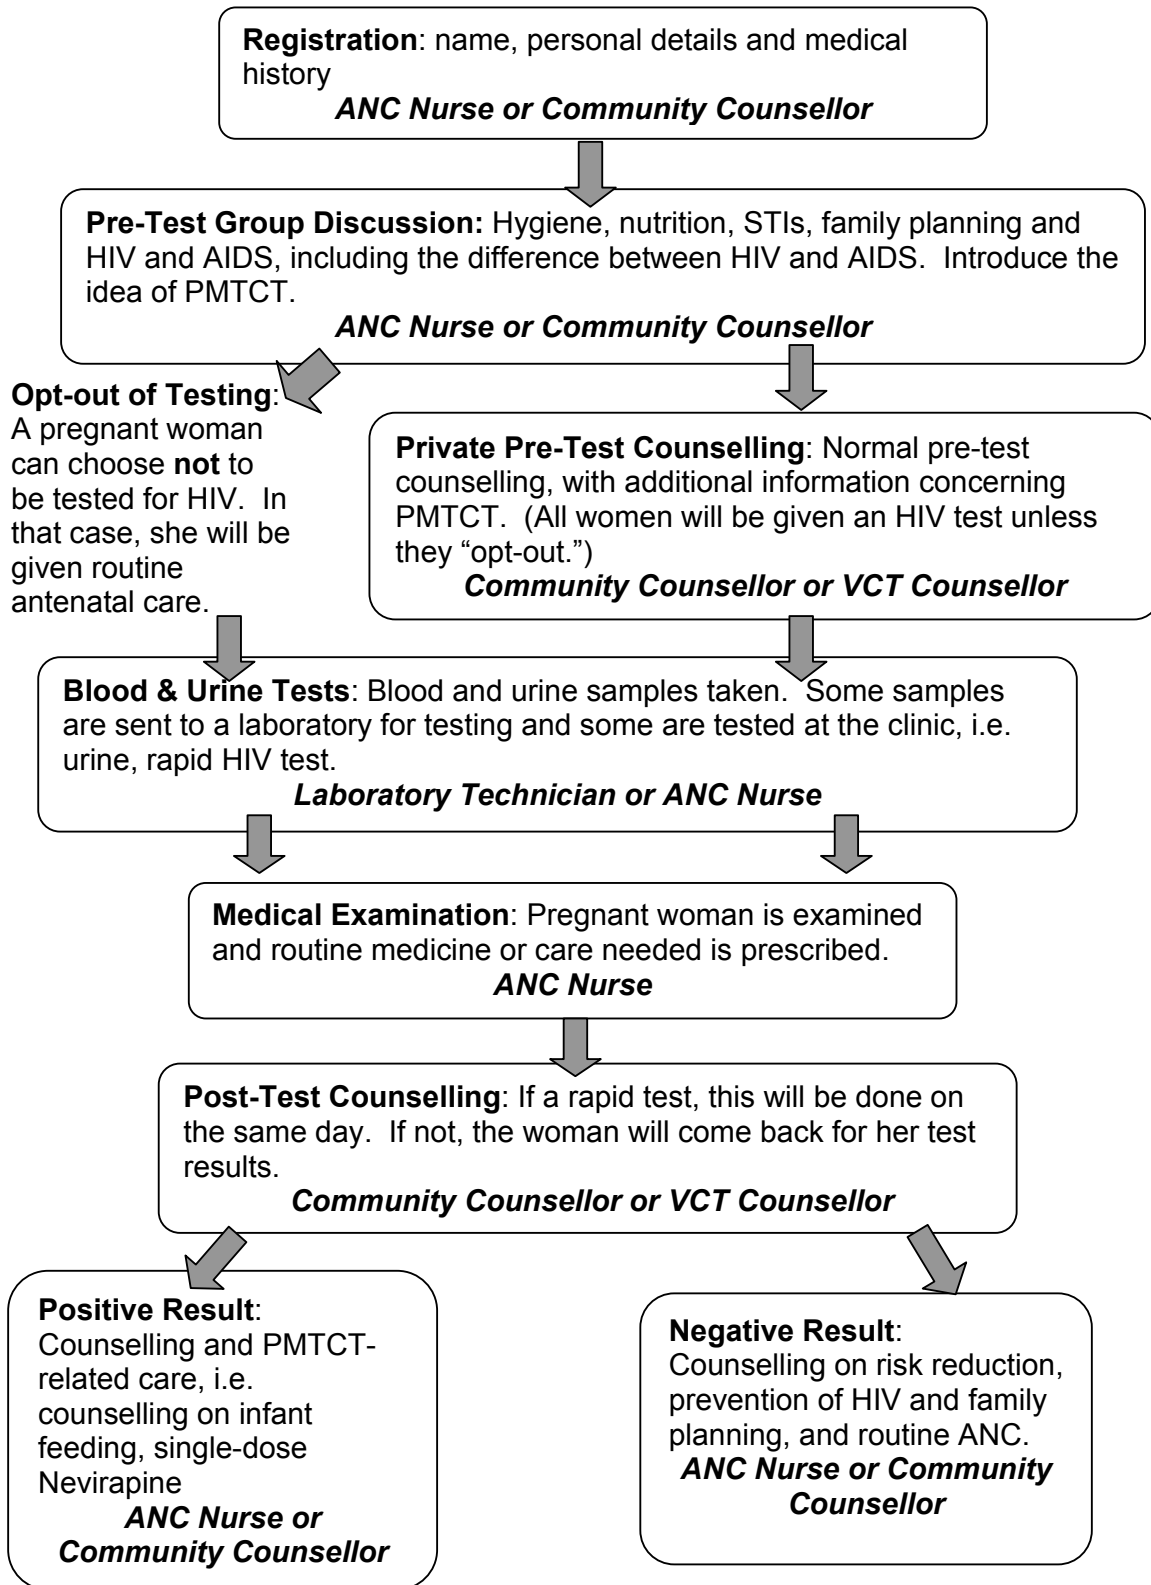 Registration: name, personal details and medical
history
ANC Nurse or Community Counsellor
Pre-Test Group Discussion: Hygiene, nutrition, STIs, family planning and
HIV and AIDS, including the difference between HIV and AIDS. Introduce the
idea of PMTCT.
ANC Nurse or Community Counsellor
Opt-out of Testing:
A pregnant woman
can choose not to
be tested for HIV. In
that case, she will be
given routine
antenatal care.
Private Pre-Test Counselling: Normal pre-test
counselling, with additional information concerning
PMTCT. (All women will be given an HIV test unless
they “opt-out.”)
Community Counsellor or VCT Counsellor
Blood & Urine Tests: Blood and urine samples taken. Some samples
are sent to a laboratory for testing and some are tested at the clinic, i.e.
urine, rapid HIV test.
Laboratory Technician or ANC Nurse
Medical Examination: Pregnant woman is examined
and routine medicine or care needed is prescribed.
ANC Nurse
Post-Test Counselling: If a rapid test, this will be done on
the same day. If not, the woman will come back for her test
results.
Community Counsellor or VCT Counsellor
Positive Result:
Counselling and PMTCT-
related care, i.e.
counselling on infant
feeding, single-dose
Nevirapine
ANC Nurse or
Community Counsellor
Negative Result:
Counselling on risk reduction,
prevention of HIV and family
planning, and routine ANC.
ANC Nurse or Community
Counsellor